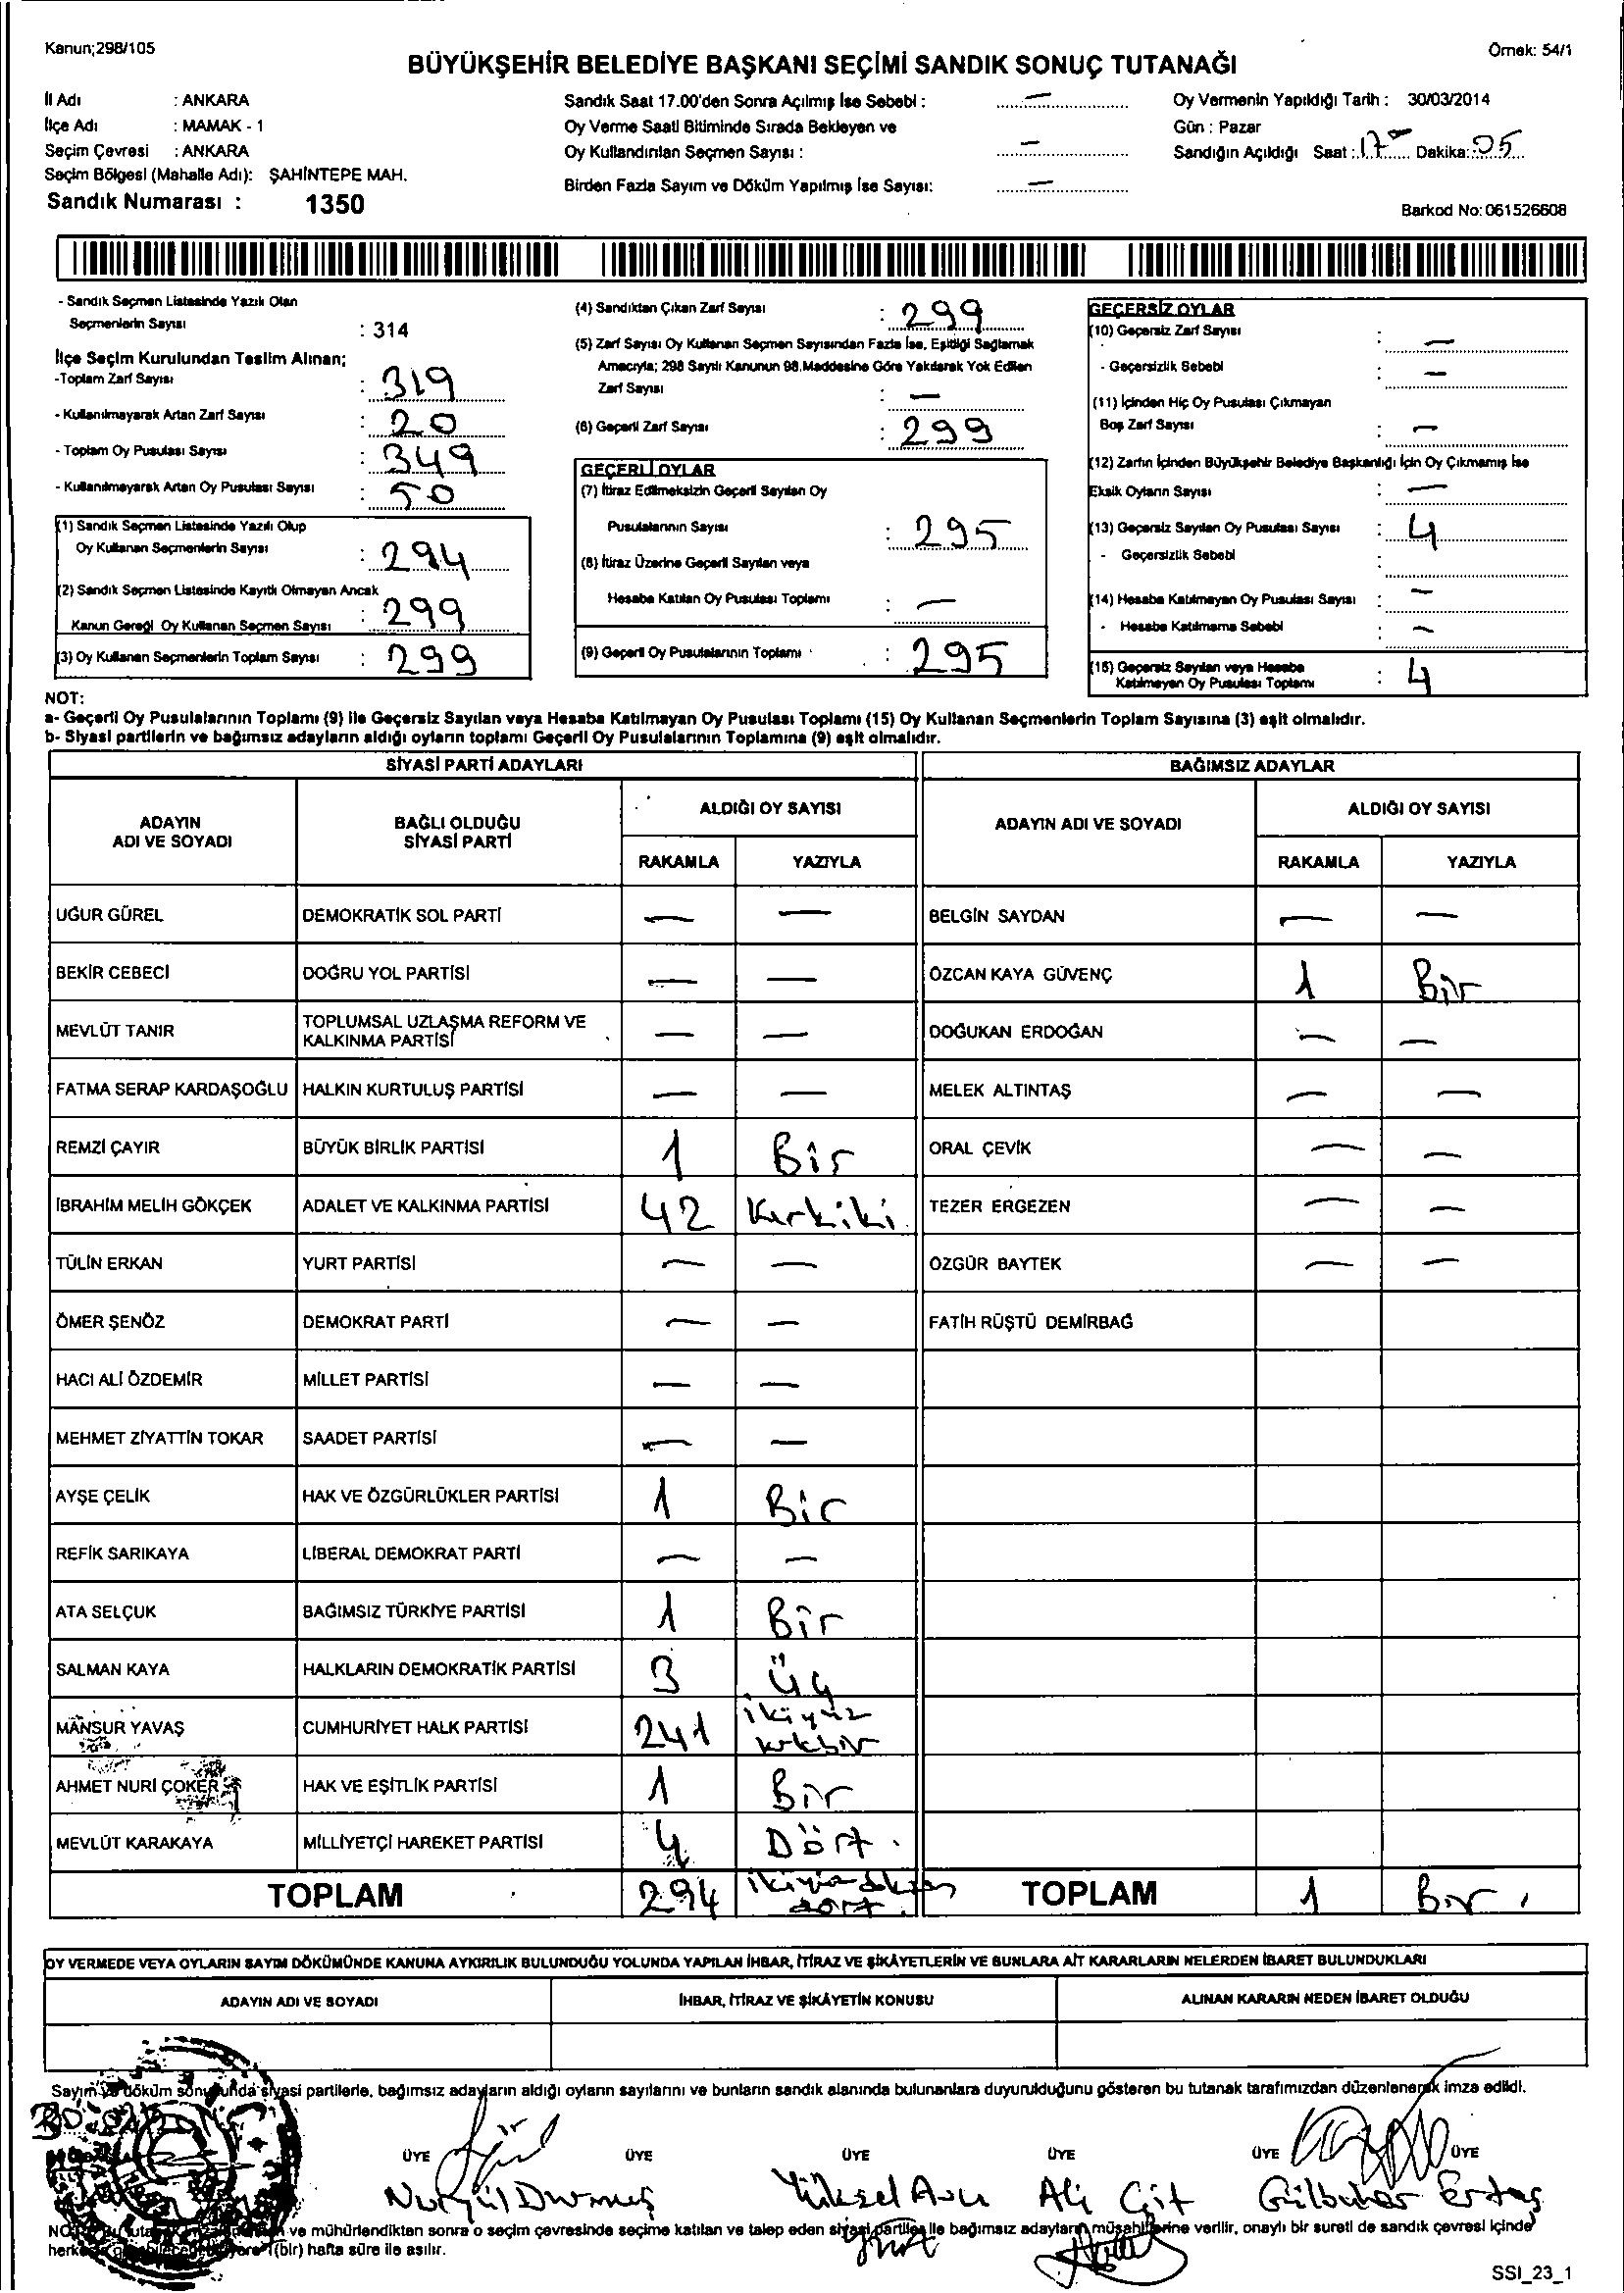 Kanun;298/105
Örnek: 54/1
BÜYÜKŞEHİR BELEDİYE BAŞKANI SEÇİMİ SANDIK SONUÇ TUTANAĞI
İl Adı : ANKARA
İlçe Adı : MAMAK - 1
Seçim Çevresi : ANKARA
Seçim Bölgesi (Mahalle Adı): ŞAHİNTEPE MAH.
Sandık Numarası : 1350
Sandık Saat 17.00'den Sonra Açılmış İse Sebebi : —
Oy Verme Saati Bitiminde Sırada Bekleyen ve
Oy Kullandırılan Seçmen Sayısı : —
Birden Fazla Sayım ve Döküm Yapılmış İse Sayısı: —
Oy Vermenin Yapıldığı Tarih : 30/03/2014
Gün : Pazar
Sandığın Açıldığı Saat : 17 Dakika: 05
Barkod No: 061526608
- Sandık Seçmen Listesinde Yazılı Olan
Seçmenlerin Sayısı : 314
İlçe Seçim Kurulundan Teslim Alınan;
-Toplam Zarf Sayısı : 319
- Kullanılmayarak Artan Zarf Sayısı : 20
- Toplam Oy Pusulası Sayısı : 349
- Kullanılmayarak Artan Oy Pusulası Sayısı : 50
(1) Sandık Seçmen Listesinde Yazılı Olup
Oy Kullanan Seçmenlerin Sayısı : 294
(2) Sandık Seçmen Listesinde Kayıtlı Olmayan Ancak
Kanun Gereği Oy Kullanan Seçmen Sayısı : 299
(3) Oy Kullanan Seçmenlerin Toplam Sayısı : 299
(4) Sandıktan Çıkan Zarf Sayısı : 299
(5) Zarf Sayısı Oy Kullanan Seçmen Sayısından Fazla İse, Eşitliği Sağlamak
Amacıyla; 298 Sayılı Kanunun 98.Maddesine Göre Yakılarak Yok Edilen
Zarf Sayısı : —
(6) Geçerli Zarf Sayısı : 299
GEÇERLİ OYLAR
(7) İtiraz Edilmeksizin Geçerli Sayılan Oy
Pusulalarının Sayısı : 295
(8) İtiraz Üzerine Geçerli Sayılan veya
Hesaba Katılan Oy Pusulası Toplamı : —
(9) Geçerli Oy Pusulalarının Toplamı : 295
GEÇERSİZ OYLAR
(10) Geçersiz Zarf Sayısı : —
- Geçersizlik Sebebi : —
(11) İçinden Hiç Oy Pusulası Çıkmayan
Boş Zarf Sayısı : —
(12) Zarfın İçinden Büyükşehir Belediye Başkanlığı İçin Oy Çıkmamış İse
Eksik Oyların Sayısı : —
(13) Geçersiz Sayılan Oy Pusulası Sayısı : 4
- Geçersizlik Sebebi :
(14) Hesaba Katılmayan Oy Pusulası Sayısı : —
- Hesaba Katılmama Sebebi : —
(15) Geçersiz Sayılan veya Hesaba
Katılmayan Oy Pusulası Toplamı : 4
NOT:
a- Geçerli Oy Pusulalarının Toplamı (9) ile Geçersiz Sayılan veya Hesaba Katılmayan Oy Pusulası Toplamı (15) Oy Kullanan Seçmenlerin Toplam Sayısına (3) eşit olmalıdır.
b- Siyasi partilerin ve bağımsız adayların aldığı oyların toplamı Geçerli Oy Pusulalarının Toplamına (9) eşit olmalıdır.
SİYASİ PARTİ ADAYLARI BAĞIMSIZ ADAYLAR
ADAYIN ADI VE SOYADI BAĞLI OLDUĞU SİYASİ PARTİ ALDIĞI OY SAYISI ADAYIN ADI VE SOYADI ALDIĞI OY SAYISI
RAKAMLA YAZIYLA RAKAMLA YAZIYLA
UĞUR GÜREL DEMOKRATİK SOL PARTİ — — BELGİN SAYDAN — —
BEKİR CEBECİ DOĞRU YOL PARTİSİ — — ÖZCAN KAYA GÜVENÇ 1 Bir
MEVLÜT TANIR TOPLUMSAL UZLAŞMA REFORM VE KALKINMA PARTİSİ — — DOĞUKAN ERDOĞAN — —
FATMA SERAP KARDAŞOĞLU HALKIN KURTULUŞ PARTİSİ — — MELEK ALTINTAŞ — —
REMZİ ÇAYIR BÜYÜK BİRLİK PARTİSİ 1 Bir ORAL ÇEVİK — —
İBRAHİM MELİH GÖKÇEK ADALET VE KALKINMA PARTİSİ 42 Kırkiki TEZER ERGEZEN — —
TÜLİN ERKAN YURT PARTİSİ — — ÖZGÜR BAYTEK — —
ÖMER ŞENÖZ DEMOKRAT PARTİ — — FATİH RÜŞTÜ DEMİRBAĞ
HACI ALİ ÖZDEMİR MİLLET PARTİSİ — —
MEHMET ZİYATTİN TOKAR SAADET PARTİSİ — —
AYŞE ÇELİK HAK VE ÖZGÜRLÜKLER PARTİSİ 1 Bir
REFİK SARIKAYA LİBERAL DEMOKRAT PARTİ — —
ATA SELÇUK BAĞIMSIZ TÜRKİYE PARTİSİ 1 Bir
SALMAN KAYA HALKLARIN DEMOKRATİK PARTİSİ 3 Üç
MANSUR YAVAŞ CUMHURİYET HALK PARTİSİ 241 ikiyüz kırkbir
AHMET NURİ ÇOKER HAK VE EŞİTLİK PARTİSİ 1 Bir
MEVLÜT KARAKAYA MİLLİYETÇİ HAREKET PARTİSİ 4 Dört
TOPLAM 294 ikiyüzdoksan dört TOPLAM 1 Bir
OY VERMEDE VEYA OYLARIN SAYIM DÖKÜMÜNDE KANUNA AYKIRILIK BULUNDUĞU YOLUNDA YAPILAN İHBAR, İTİRAZ VE ŞİKÂYETLERİN VE BUNLARA AİT KARARLARIN NELERDEN İBARET BULUNDUKLARI
ADAYIN ADI VE SOYADI İHBAR, İTİRAZ VE ŞİKÂYETİN KONUSU ALINAN KARARIN NEDEN İBARET OLDUĞU
Sayım ve döküm sonucunda siyasi partilerle, bağımsız adayların aldığı oyların sayılarını ve bunların sandık alanında bulunanlara duyurulduğunu gösteren bu tutanak tarafımızdan düzenlenerek imza edildi.
ÜYE ÜYE ÜYE ÜYE ÜYE ÜYE
Nurgül Durmuş Yüksel Avcı Ali Çit Gülbahar Ertaş
ve mühürlendikten sonra o seçim çevresinde seçime katılan ve talep eden siyasi partiler ile bağımsız adayların müşahitlerine verilir, onaylı bir sureti de sandık çevresi içinde
1(bir) hafta süre ile asılır.
SSI_23_1